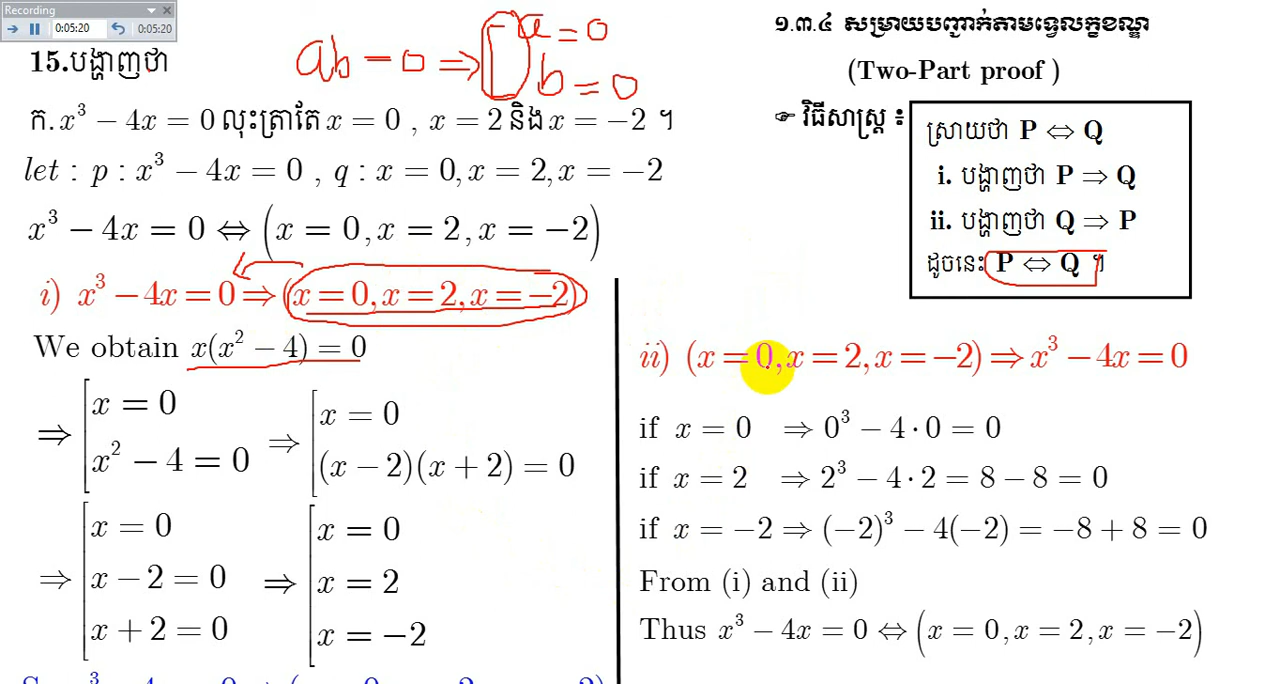 Recording
0:05:20 0:05:20
ab = 0 ⇒ [ a = 0
b = 0
១.៣.៤ សម្រាយបញ្ជាក់តាមទ្វេលក្ខខណ្ឌ
(Two-Part proof )
☞ វិធីសាស្ត្រ ៖
ស្រាយថា P ⇔ Q
i. បង្ហាញថា P ⇒ Q
ii. បង្ហាញថា Q ⇒ P
ដូចនេះ P ⇔ Q ។
15.បង្ហាញថា
ក. x³ − 4x = 0 លុះត្រាតែ x = 0 , x = 2 និង x = −2 ។
let : p : x³ − 4x = 0 , q : x = 0, x = 2, x = −2
x³ − 4x = 0 ⇔ (x = 0, x = 2, x = −2)
i) x³ − 4x = 0 ⇒ (x = 0, x = 2, x = −2)
We obtain x(x² − 4) = 0
⇒ [ x = 0
x² − 4 = 0
⇒ [ x = 0
(x − 2)(x + 2) = 0
⇒ [ x = 0
x − 2 = 0
x + 2 = 0
⇒ [ x = 0
x = 2
x = −2
ii) (x = 0, x = 2, x = −2) ⇒ x³ − 4x = 0
if x = 0 ⇒ 0³ − 4 · 0 = 0
if x = 2 ⇒ 2³ − 4 · 2 = 8 − 8 = 0
if x = −2 ⇒ (−2)³ − 4(−2) = −8 + 8 = 0
From (i) and (ii)
Thus x³ − 4x = 0 ⇔ (x = 0, x = 2, x = −2)